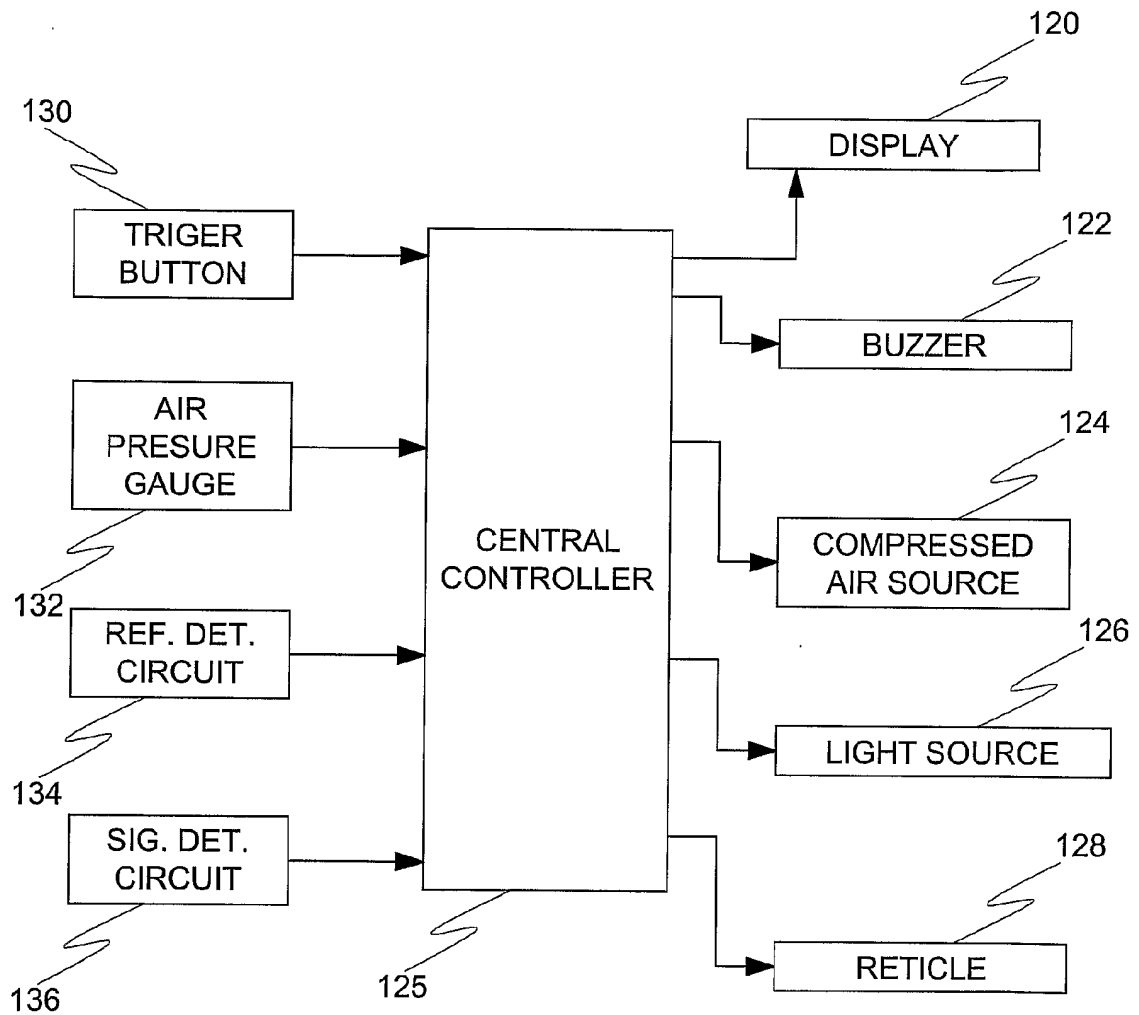 120
DISPLAY
130
TRIGER
BUTTON
122
BUZZER
AIR
PRESURE
GAUGE
132
CENTRAL
CONTROLLER
125
124
COMPRESSED
AIR SOURCE
REF. DET.
CIRCUIT
134
126
LIGHT SOURCE
SIG. DET.
CIRCUIT
136
128
RETICLE